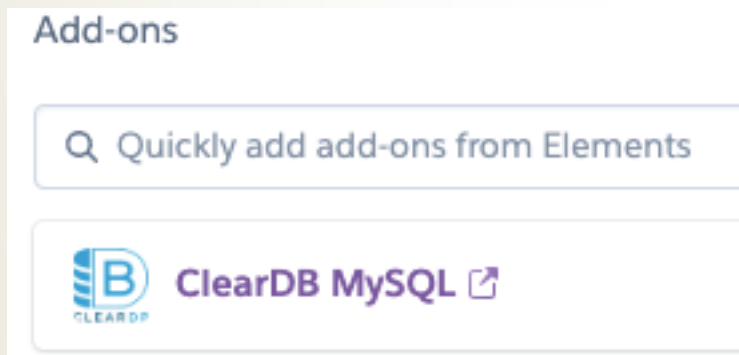 Add-ons
Quickly add add-ons from Elements
ClearDB MySQL
CLEARDB